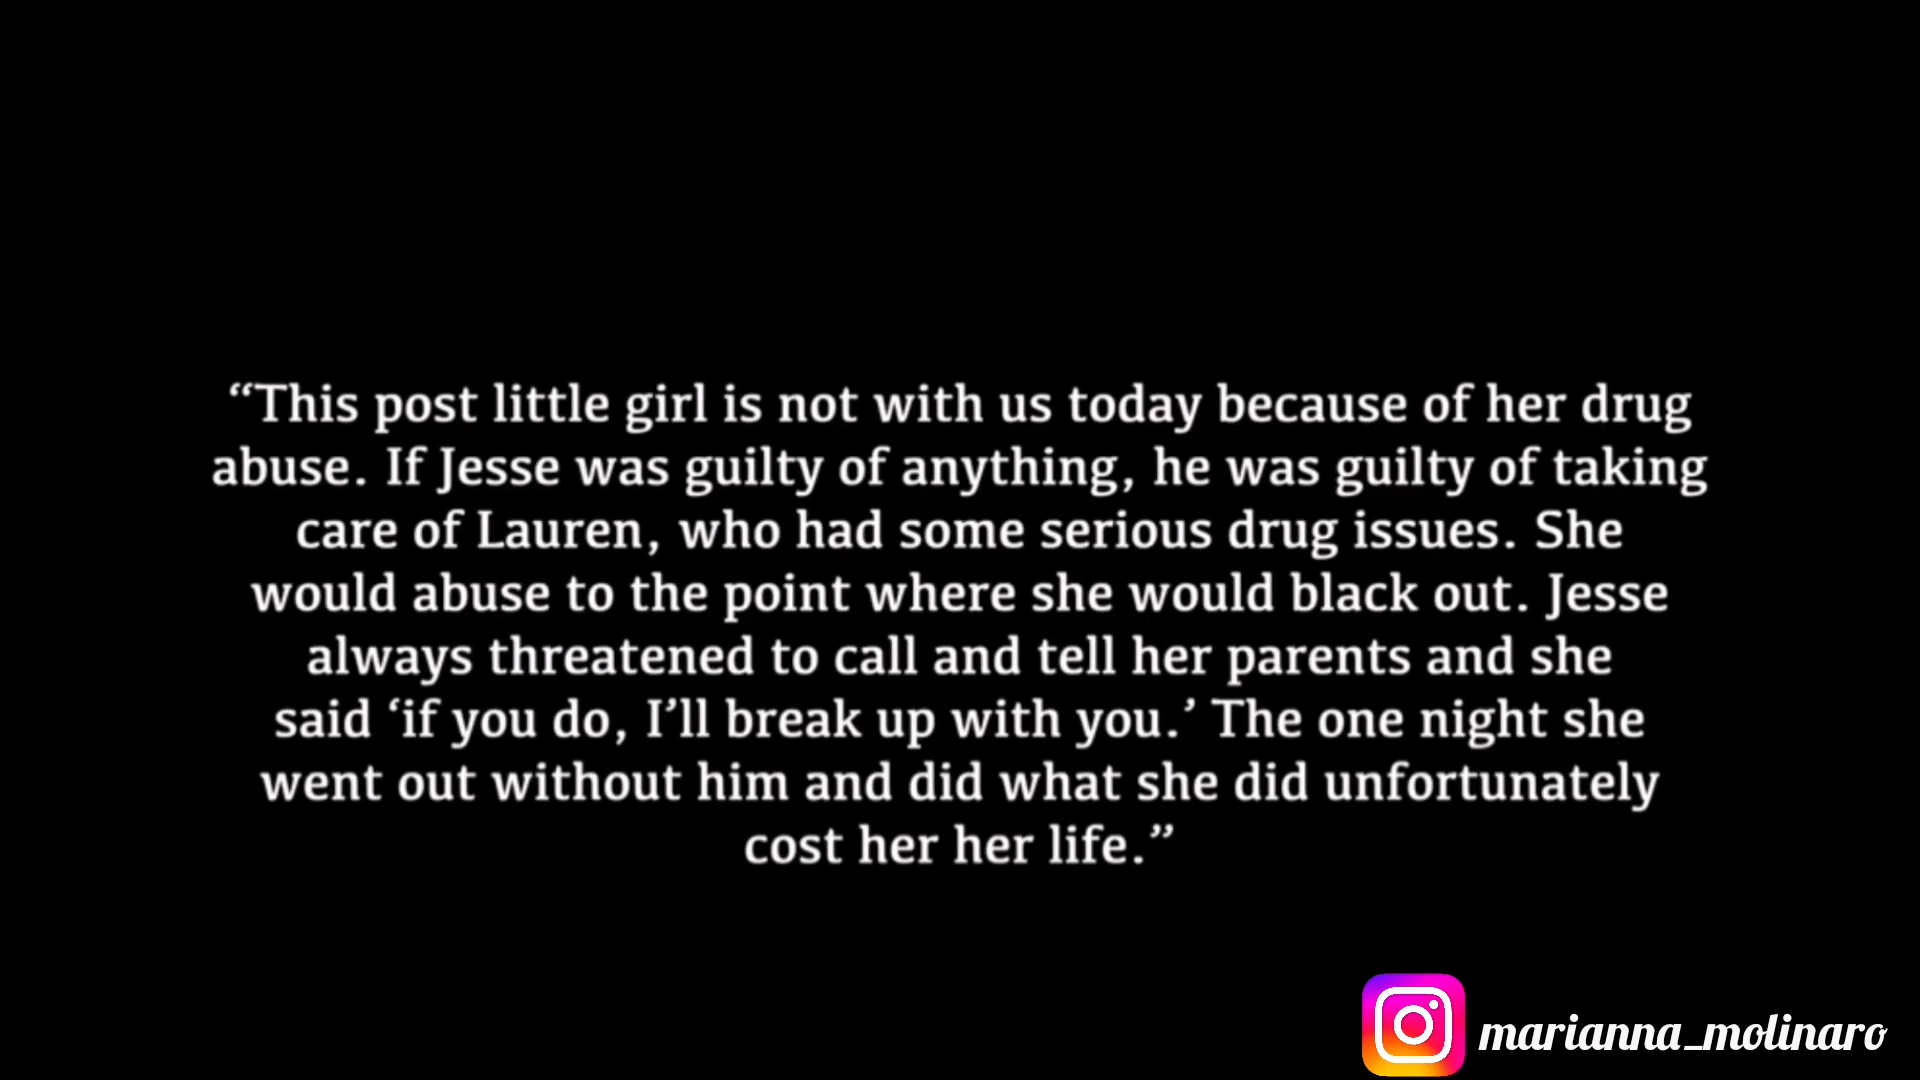 “This post little girl is not with us today because of her drug
abuse. If Jesse was guilty of anything, he was guilty of taking
care of Lauren, who had some serious drug issues. She
would abuse to the point where she would black out. Jesse
always threatened to call and tell her parents and she
said ‘if you do, I’ll break up with you.’ The one night she
went out without him and did what she did unfortunately
cost her her life.”
marianna_molinaro